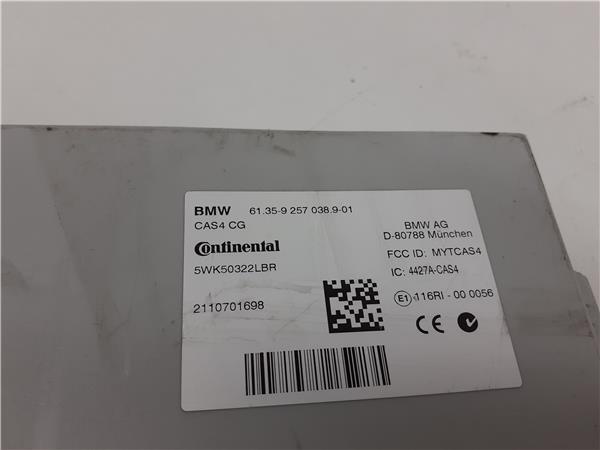 BMW 61.35-9 257 038.9-01
CAS4 CG
Continental
5WK50322LBR
2110701698
BMW AG
D-80788 München
FCC ID: MYTCAS4
IC: 4427A-CAS4
E1 116RI - 00 0056
CE